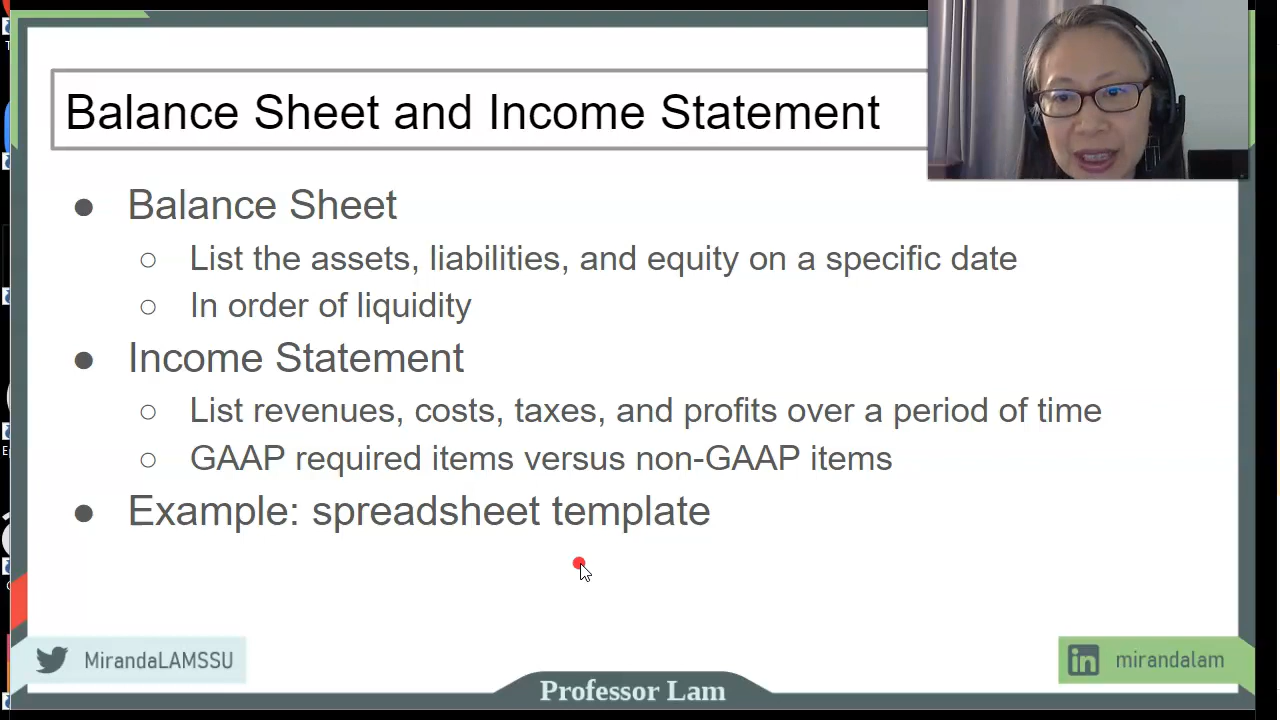 Balance Sheet and Income Statement
● Balance Sheet
○ List the assets, liabilities, and equity on a specific date
○ In order of liquidity
● Income Statement
○ List revenues, costs, taxes, and profits over a period of time
○ GAAP required items versus non-GAAP items
● Example: spreadsheet template
MirandaLAMSSU
in mirandalam
Professor Lam